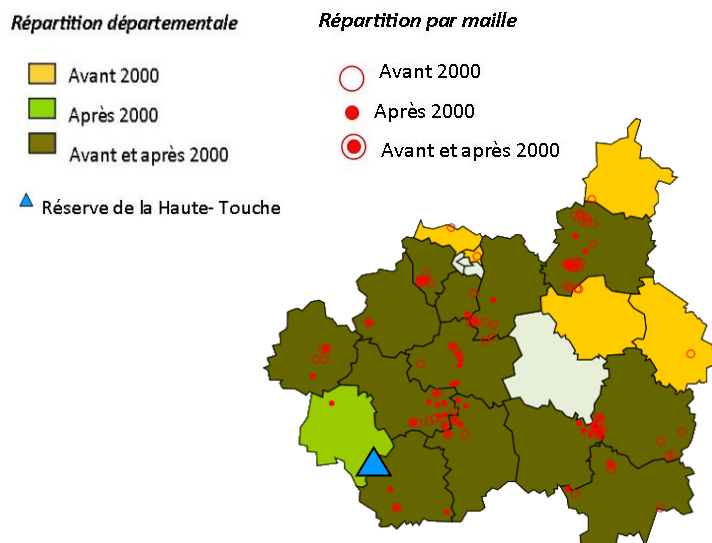 Répartition départementale
Avant 2000
Après 2000
Avant et après 2000
Réserve de la Haute- Touche
Répartition par maille
Avant 2000
Après 2000
Avant et après 2000